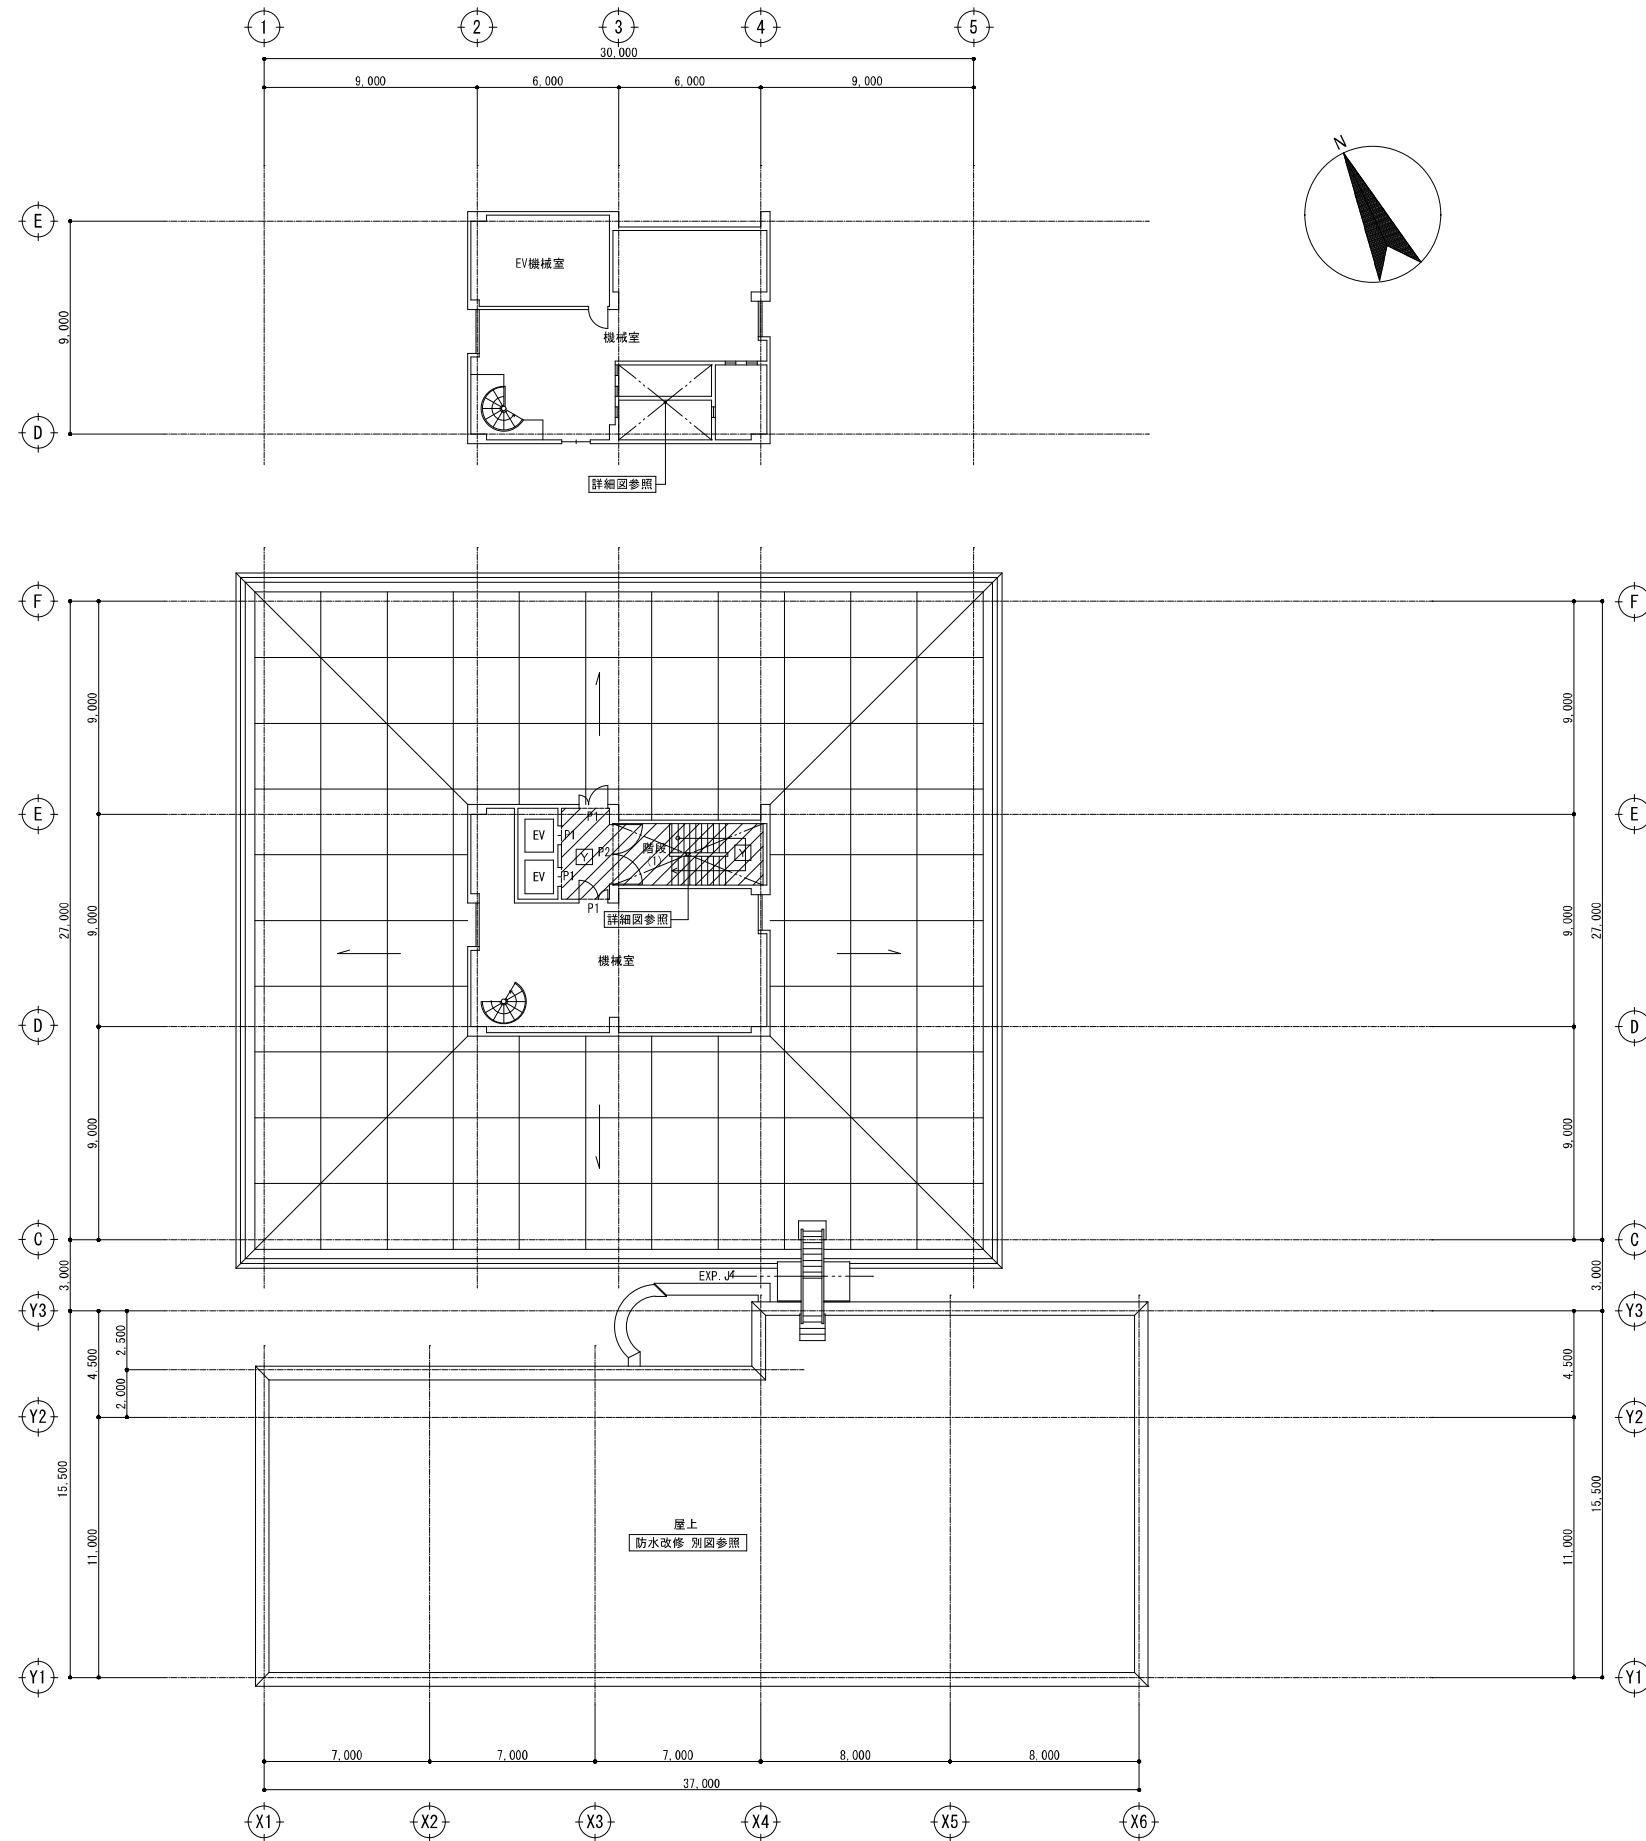 1 2 3 4 5
30,000
9,000 6,000 6,000 9,000
N
E
EV機械室
9,000
機械室
D
詳細図参照
F F
9,000 9,000
E E
P1
EV P1
Y P2 階段 Y
(1)
EV P1
P1 詳細図参照
27,000 9,000 9,000 27,000
機械室
D D
9,000 9,000
C C
3,000 EXP.J 3,000
Y3 Y3
2,500
4,500 4,500
2,000
Y2 Y2
15,500 15,500
屋上
防水改修 別図参照
11,000 11,000
Y1 Y1
7,000 7,000 7,000 8,000 8,000
37,000
X1 X2 X3 X4 X5 X6